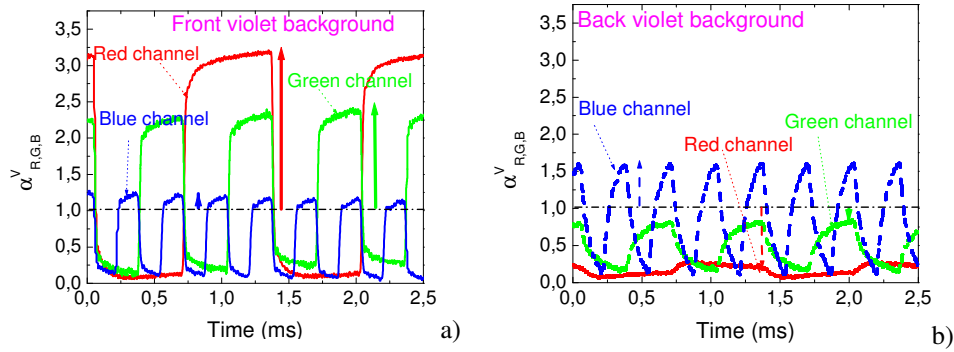 Front violet background
Red channel
Green channel
Blue channel
α^V_{R,G,B}
3,5
3,0
2,5
2,0
1,5
1,0
0,5
0,0
0,0 0,5 1,0 1,5 2,0 2,5
Time (ms)
a)
Back violet background
Blue channel
Green channel
Red channel
α^V_{R,G,B}
3,5
3,0
2,5
2,0
1,5
1,0
0,5
0,0
0,0 0,5 1,0 1,5 2,0 2,5
Time (ms)
b)